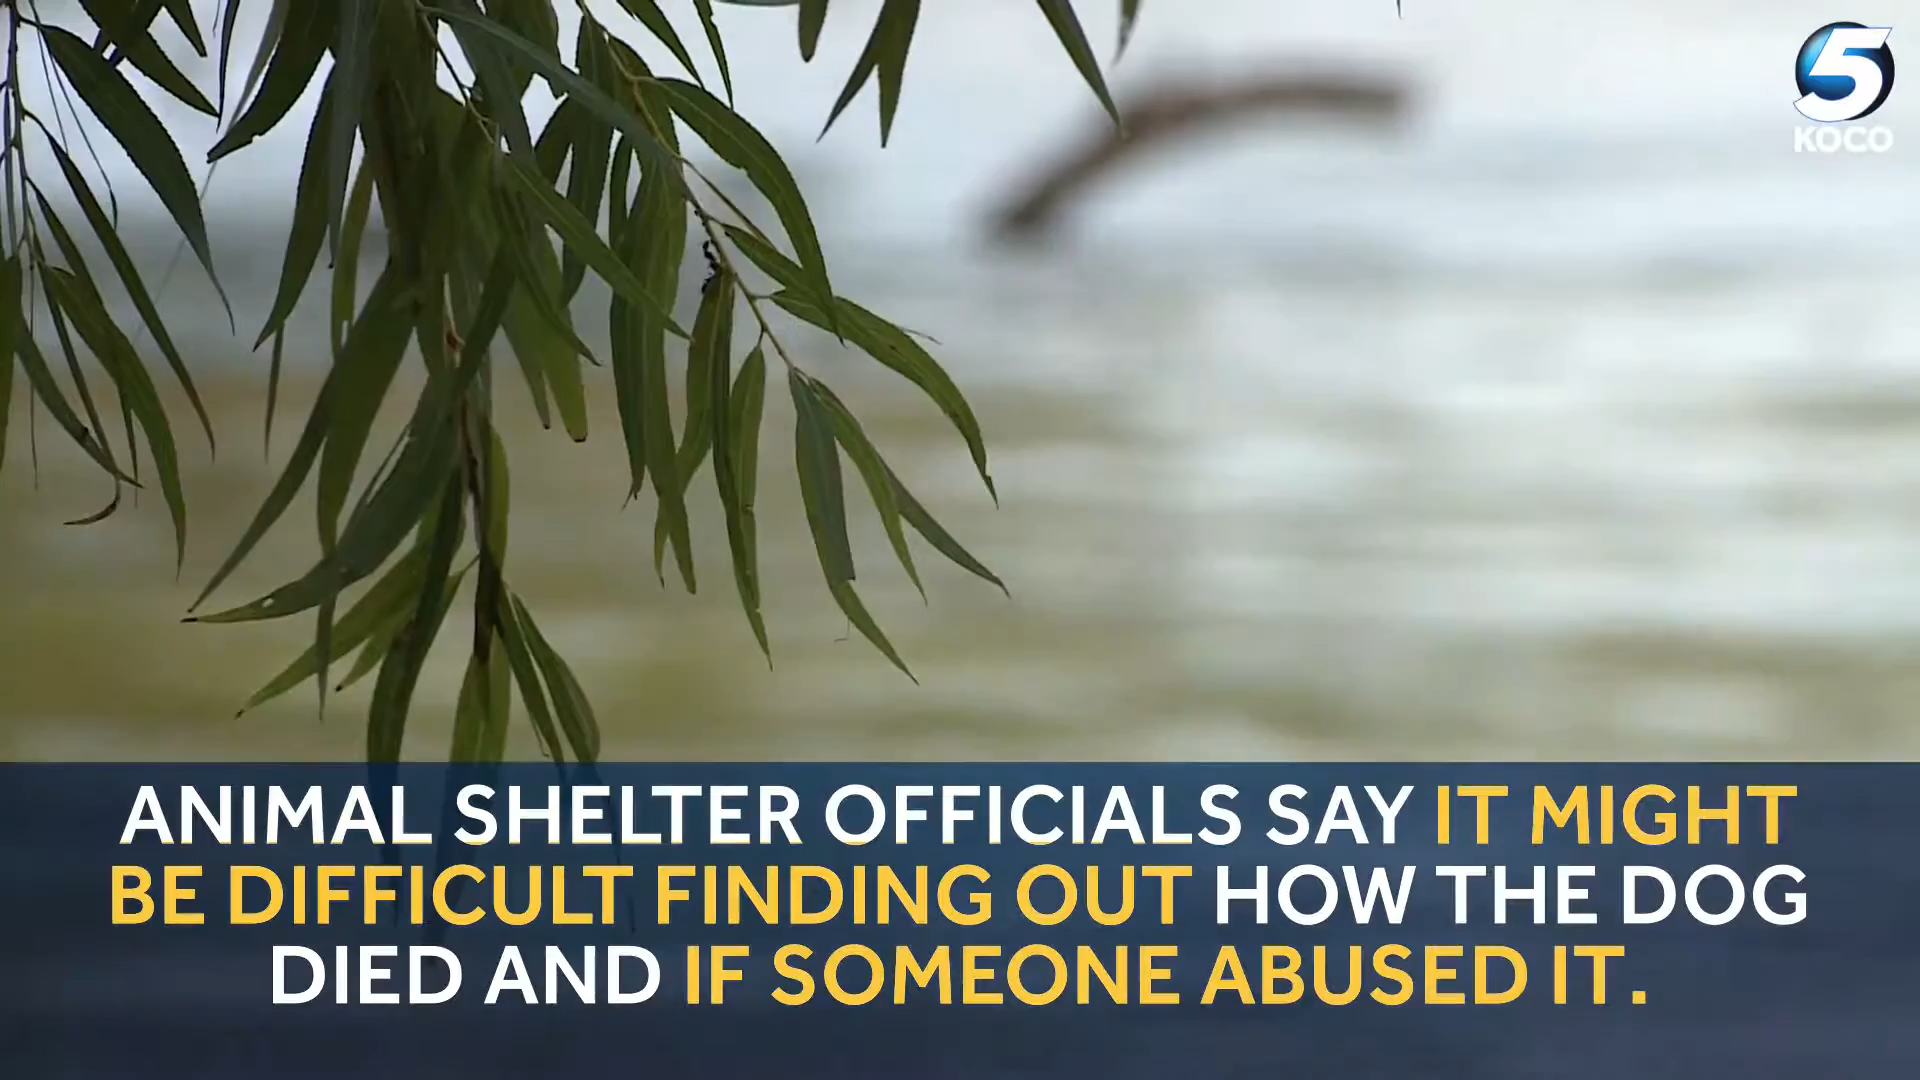 5
KOCO
ANIMAL SHELTER OFFICIALS SAY IT MIGHT
BE DIFFICULT FINDING OUT HOW THE DOG
DIED AND IF SOMEONE ABUSED IT.